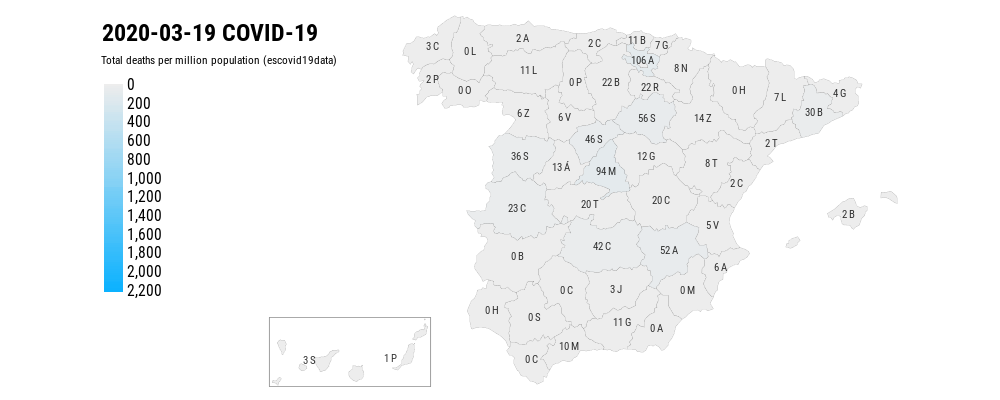 2020-03-19 COVID-19
Total deaths per million population (escovid19data)
0
200
400
600
800
1,000
1,200
1,400
1,600
1,800
2,000
2,200
3 C
0 L
2 A
2 C
11 B
7 G
106 A
8 N
2 P
0 O
11 L
0 P
22 B
22 R
0 H
7 L
4 G
30 B
6 Z
6 V
56 S
14 Z
2 T
46 S
36 S
13 Á
94 M
12 G
8 T
2 C
23 C
20 T
20 C
2 B
5 V
0 B
42 C
52 A
6 A
0 C
3 J
0 M
0 H
0 S
11 G
0 A
10 M
0 C
3 S
1 P